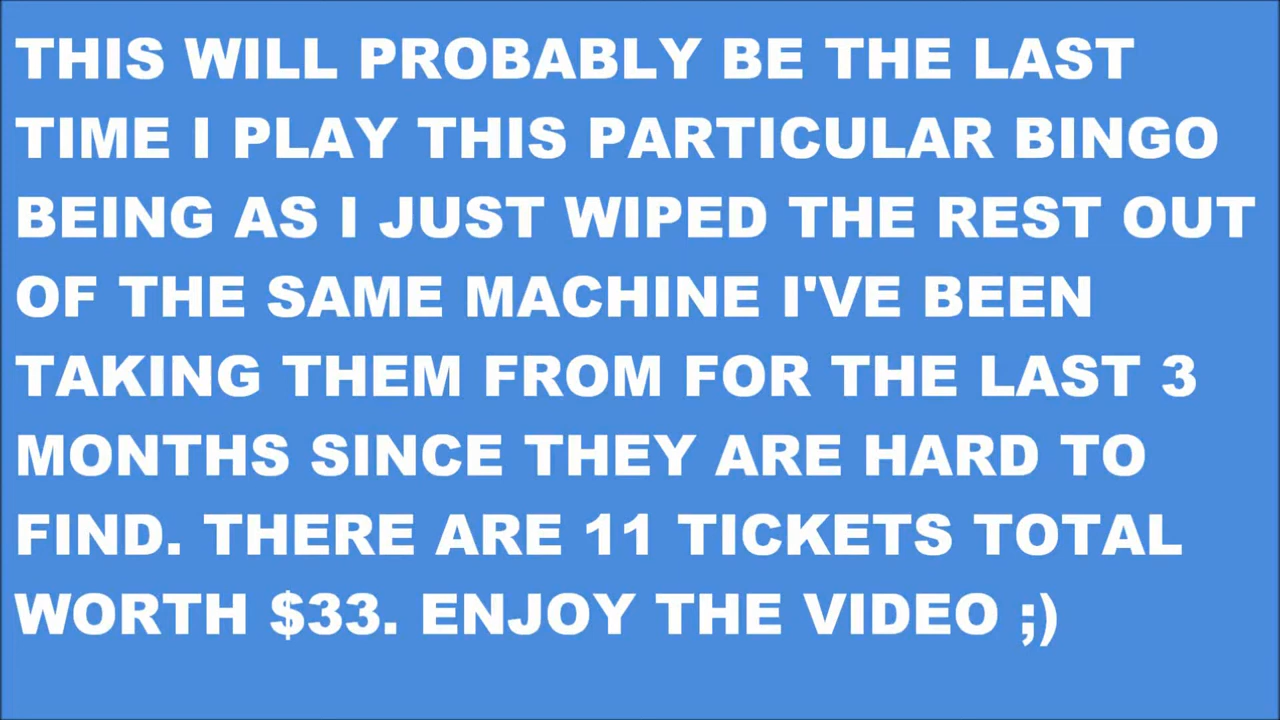 THIS WILL PROBABLY BE THE LAST
TIME I PLAY THIS PARTICULAR BINGO
BEING AS I JUST WIPED THE REST OUT
OF THE SAME MACHINE I'VE BEEN
TAKING THEM FROM FOR THE LAST 3
MONTHS SINCE THEY ARE HARD TO
FIND. THERE ARE 11 TICKETS TOTAL
WORTH $33. ENJOY THE VIDEO ;)